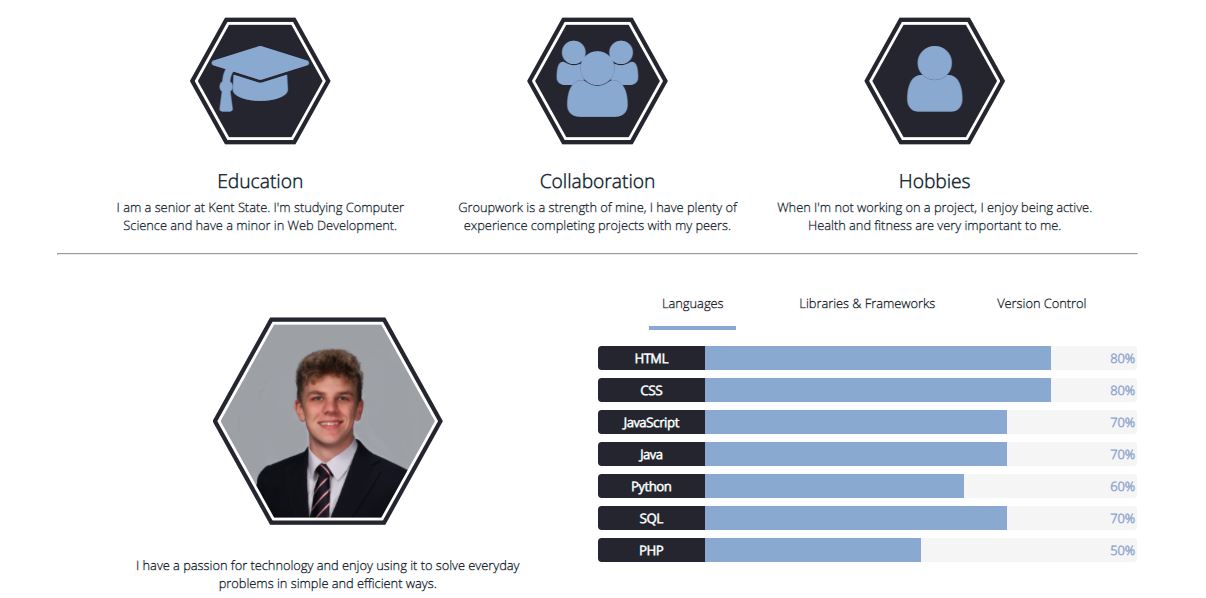 Education
I am a senior at Kent State. I'm studying Computer
Science and have a minor in Web Development.
Collaboration
Groupwork is a strength of mine, I have plenty of
experience completing projects with my peers.
Hobbies
When I'm not working on a project, I enjoy being active.
Health and fitness are very important to me.
I have a passion for technology and enjoy using it to solve everyday
problems in simple and efficient ways.
Languages Libraries & Frameworks Version Control
HTML 80%
CSS 80%
JavaScript 70%
Java 70%
Python 60%
SQL 70%
PHP 50%